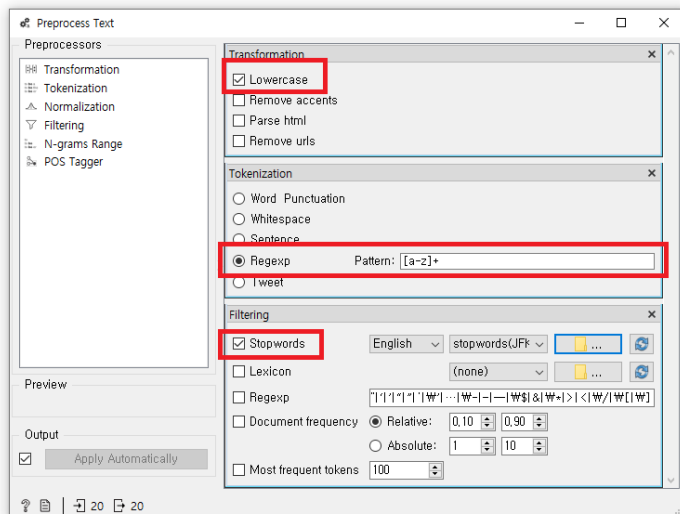 Preprocess Text
Preprocessors
Transformation
Tokenization
Normalization
Filtering
N-grams Range
POS Tagger
Preview
Output
Apply Automatically
20 20
Transformation
Lowercase
Remove accents
Parse html
Remove urls
Tokenization
Word Punctuation
Whitespace
Sentence
Regexp Pattern: [a-z]+
Tweet
Filtering
Stopwords English stopwords(JFK ...
Lexicon (none) ...
Regexp
Document frequency Relative: 0,10 0,90
Absolute: 1 10
Most frequent tokens 100